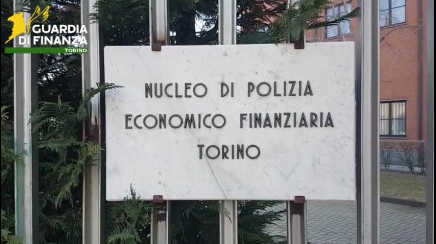 GUARDIA
DI FINANZA
TORINO
NUCLEO DI POLIZIA
ECONOMICO FINANZIARIA
TORINO